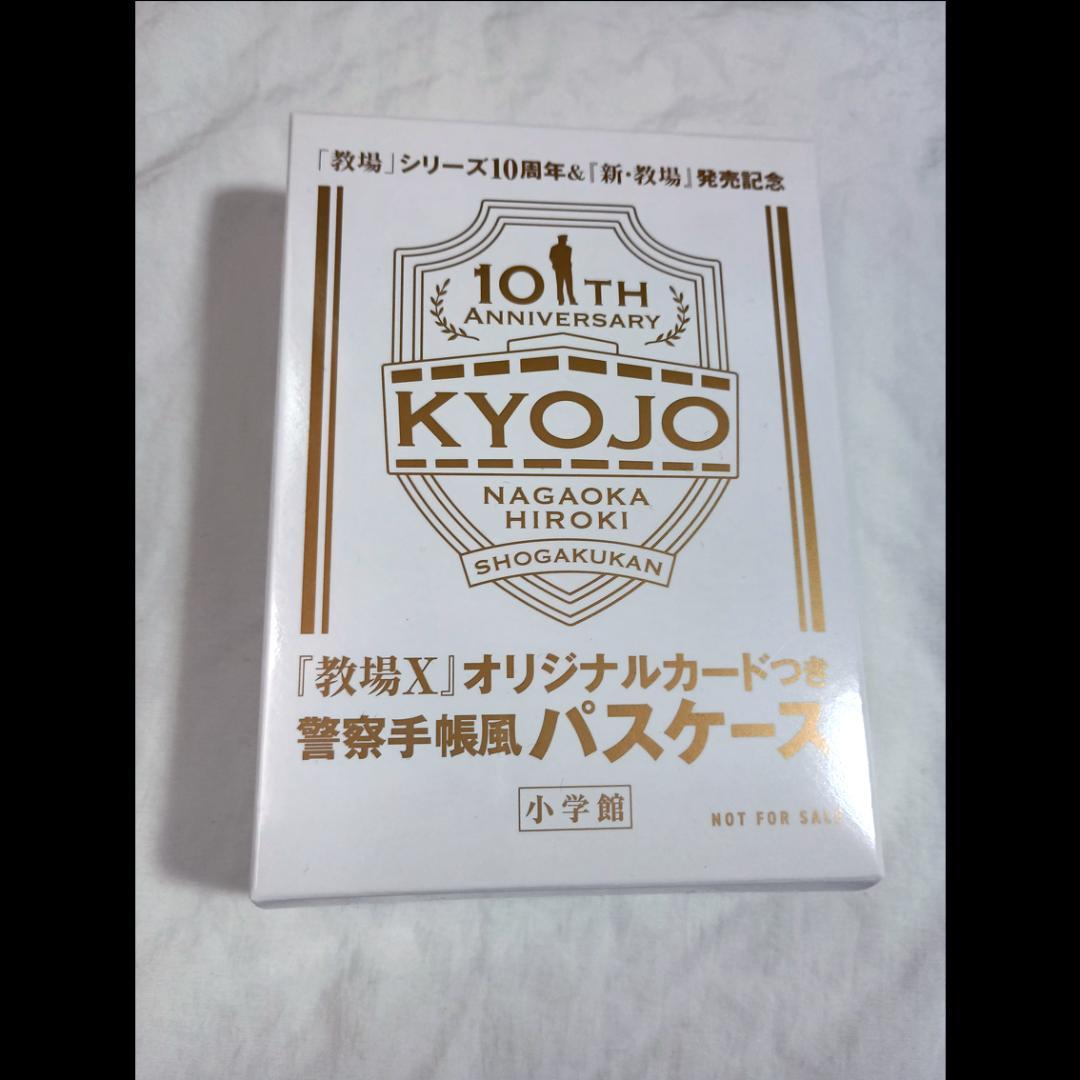 「教場」シリーズ10周年&『新・教場』発売記念
10TH
ANNIVERSARY
KYOJO
NAGAOKA
HIROKI
SHOGAKUKAN
『教場X』オリジナルカードつき
警察手帳風パスケース
小学館
NOT FOR SALE